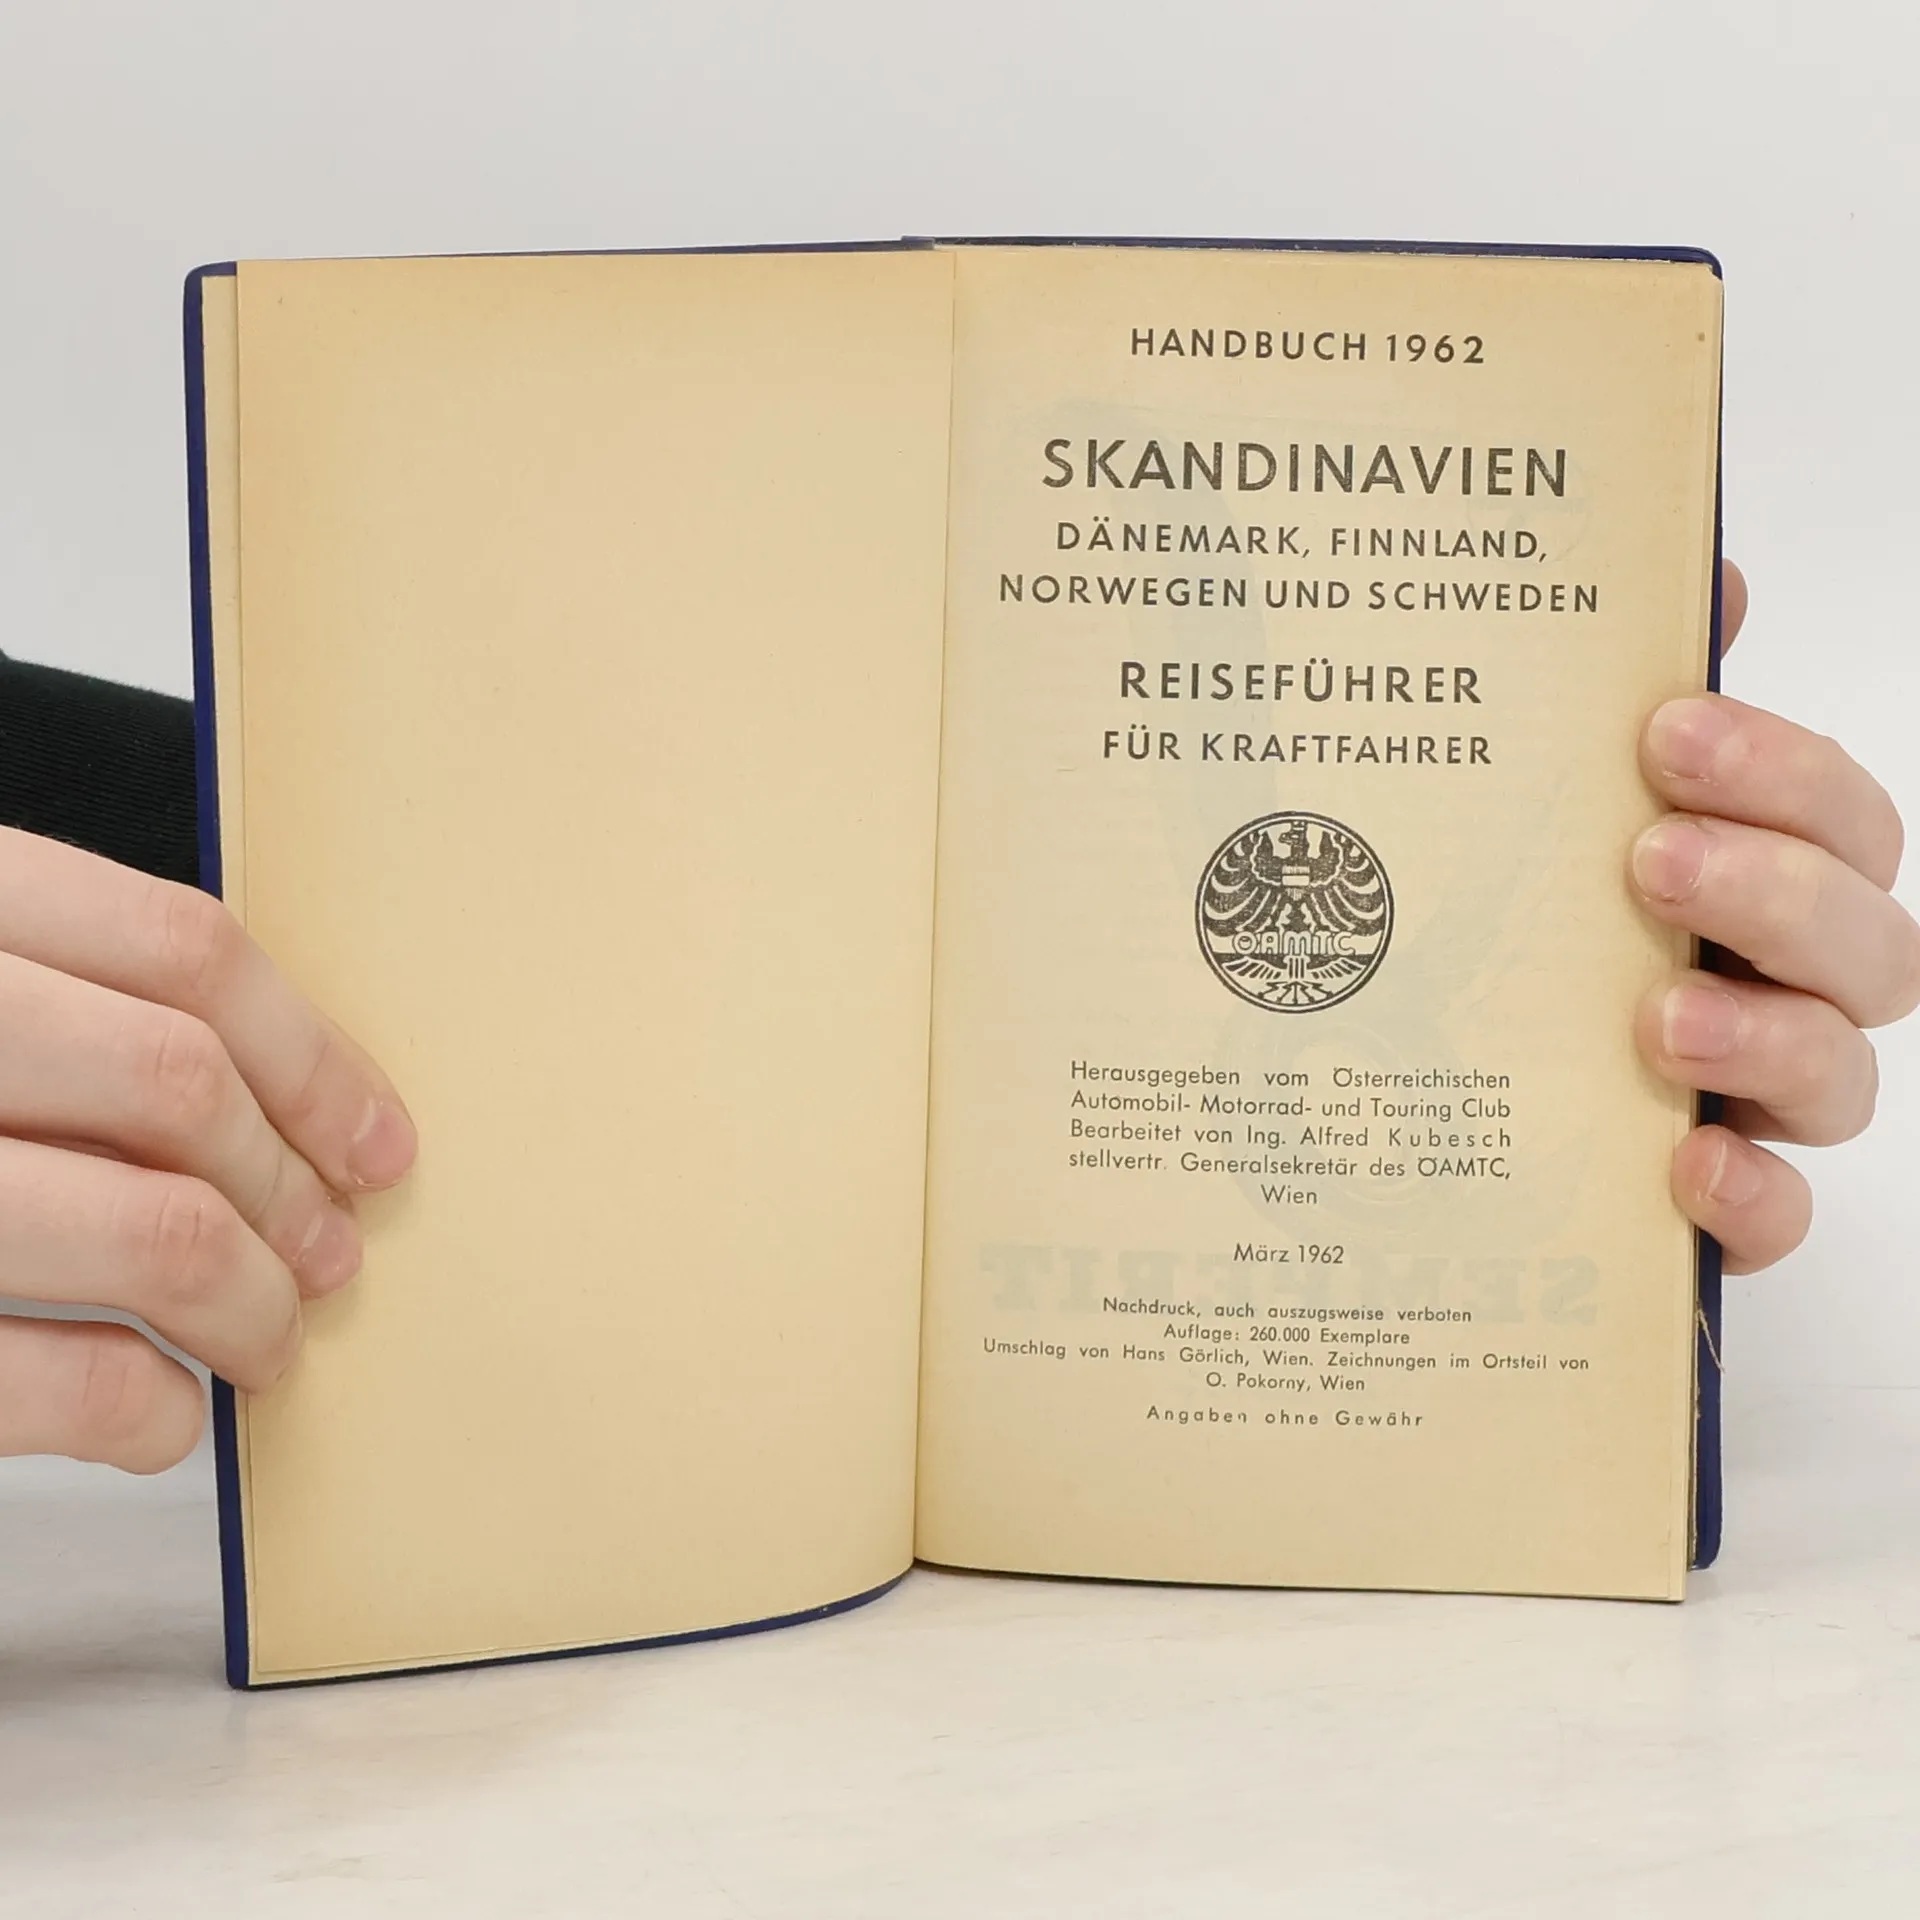 HANDBUCH 1962
SKANDINAVIEN
DÄNEMARK, FINNLAND,
NORWEGEN UND SCHWEDEN
REISEFÜHRER
FÜR KRAFTFAHRER
ÖAMTC
Herausgegeben vom Österreichischen
Automobil- Motorrad- und Touring Club
Bearbeitet von Ing. Alfred Kubesch
stellvertr. Generalsekretär des ÖAMTC,
Wien
März 1962
SEMPERIT
Nachdruck, auch auszugsweise verboten
Auflage: 260.000 Exemplare
Umschlag von Hans Görlich, Wien. Zeichnungen im Ortsteil von
O. Pokorny, Wien
Angaben ohne Gewähr